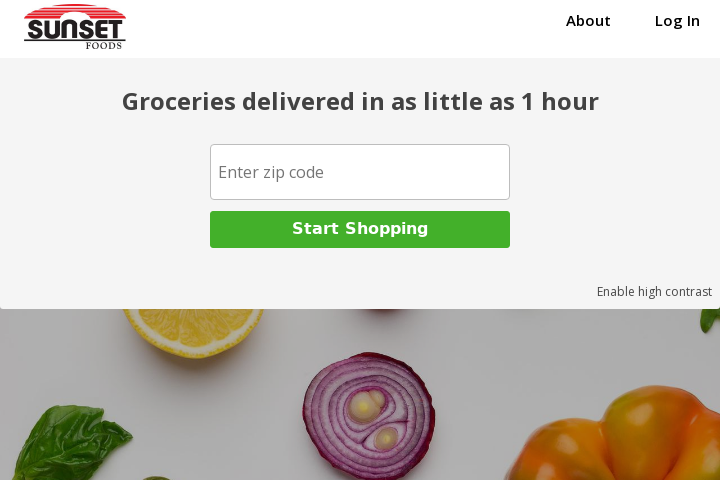 SUNSET
FOODS
About
Log In
Groceries delivered in as little as 1 hour
Enter zip code
Start Shopping
Enable high contrast